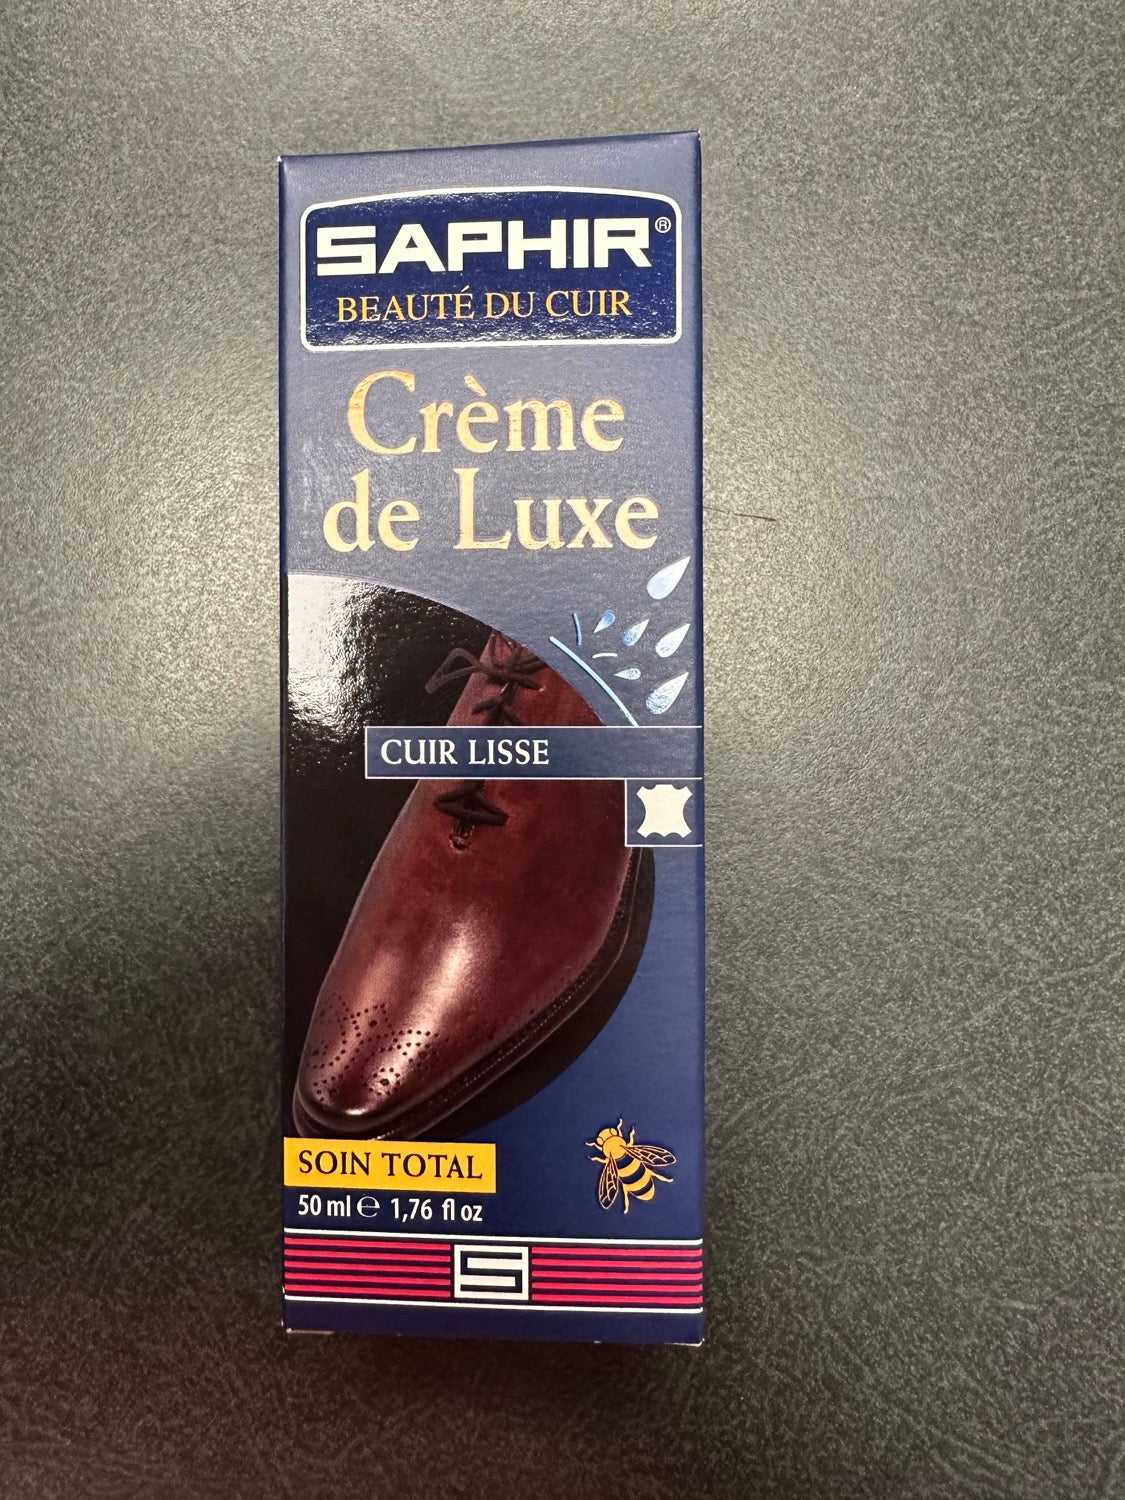 SAPHIR®
BEAUTÉ DU CUIR
Crème
de Luxe
CUIR LISSE
SOIN TOTAL
50 ml ℮ 1,76 fl oz
S